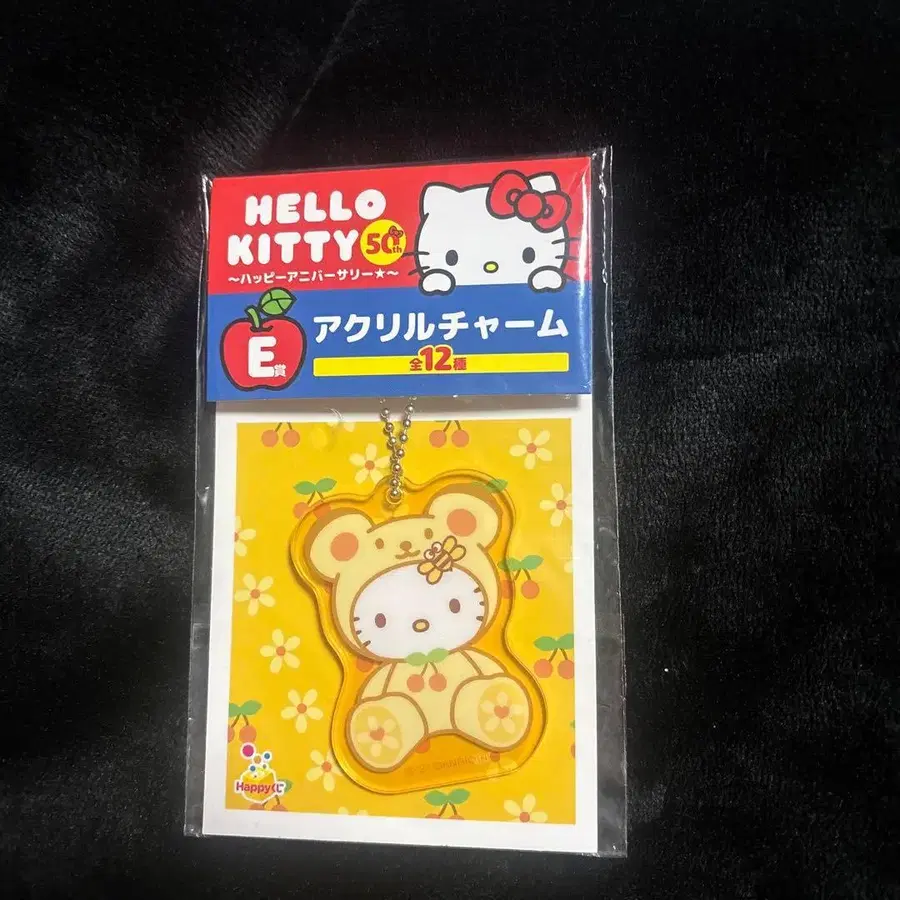 HELLO
KITTY 50th
～ハッピーアニバーサリー★～
E賞
アクリルチャーム
全12種
Happyくじ